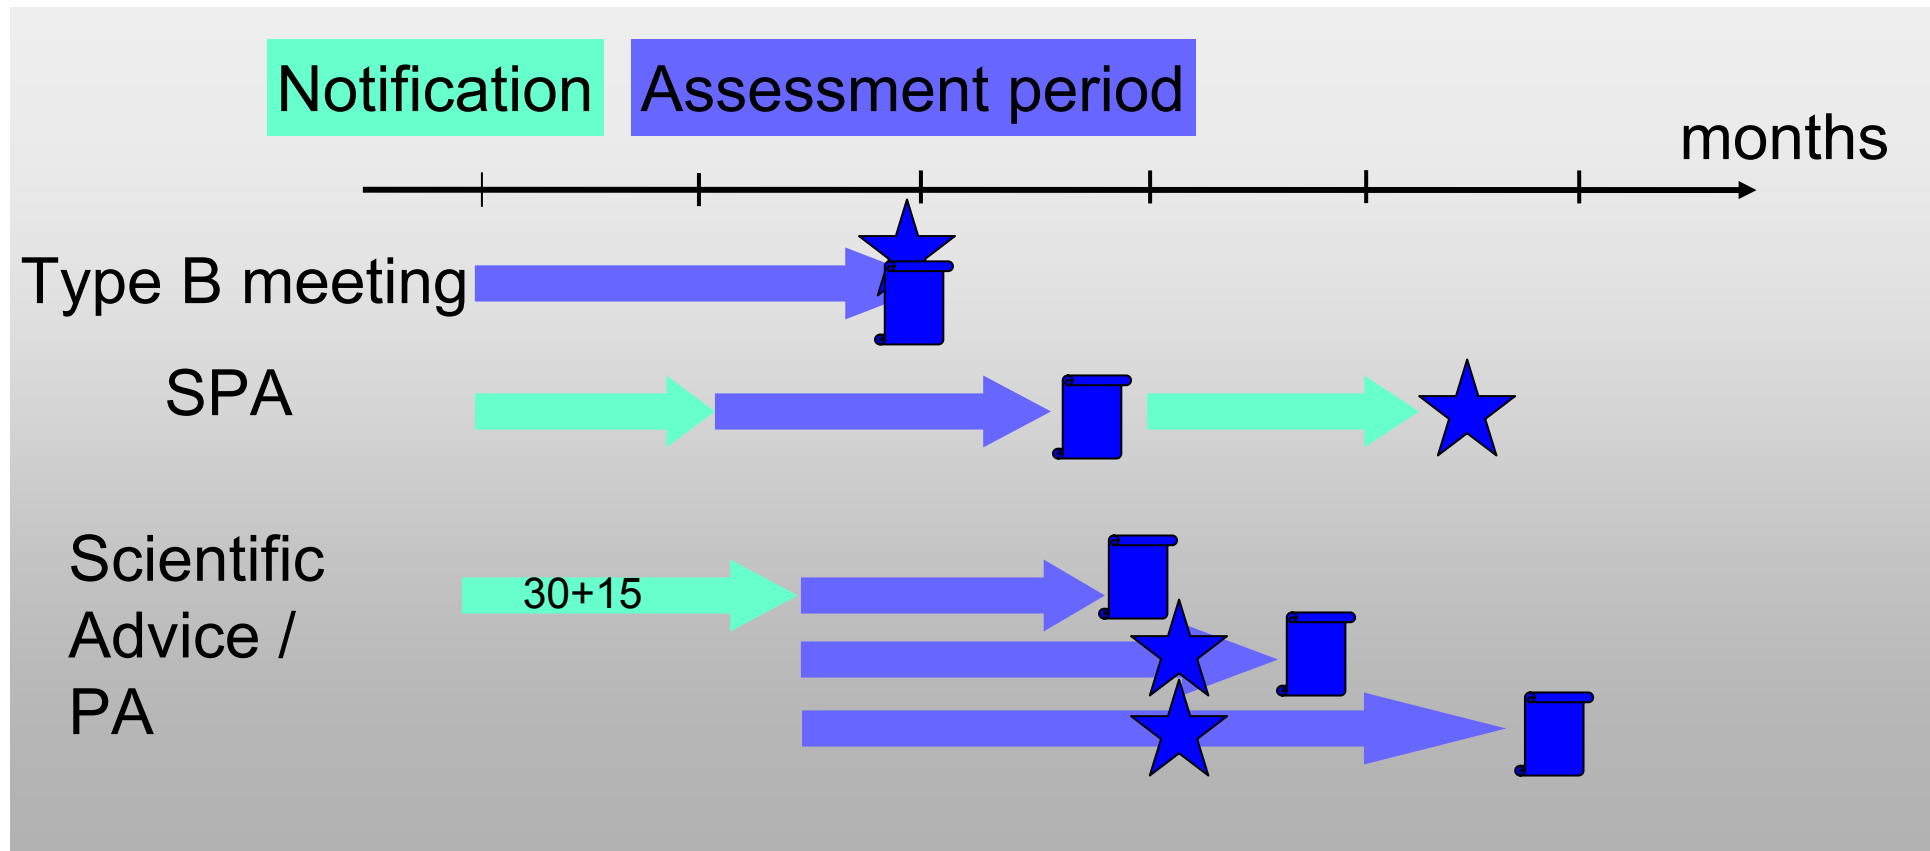 Notification
Assessment period
months
Type B meeting
SPA
Scientific
Advice /
PA
30+15